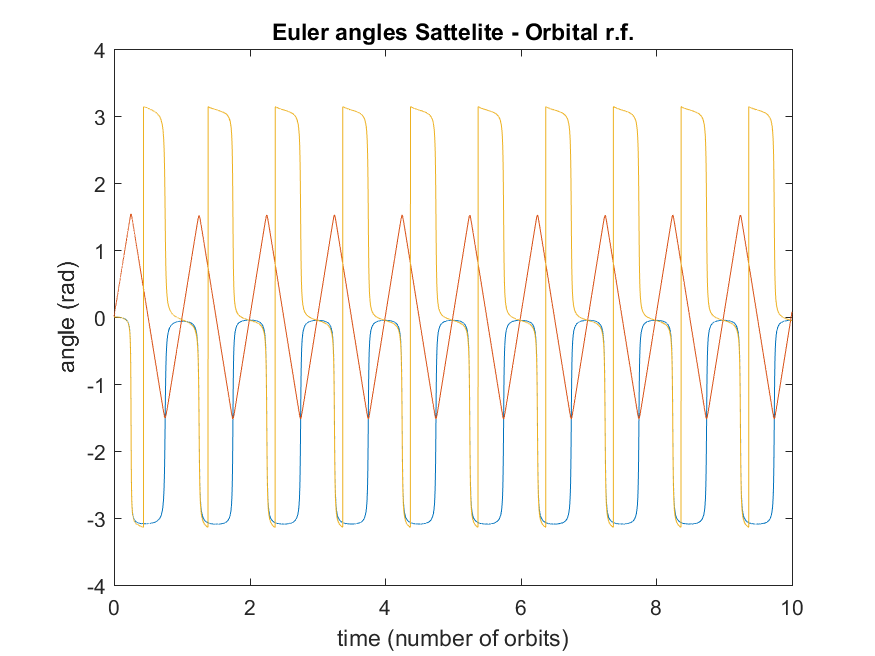 Euler angles Sattelite - Orbital r.f.
4
3
2
1
0
-1
-2
-3
-4
angle (rad)
0 2 4 6 8 10
time (number of orbits)